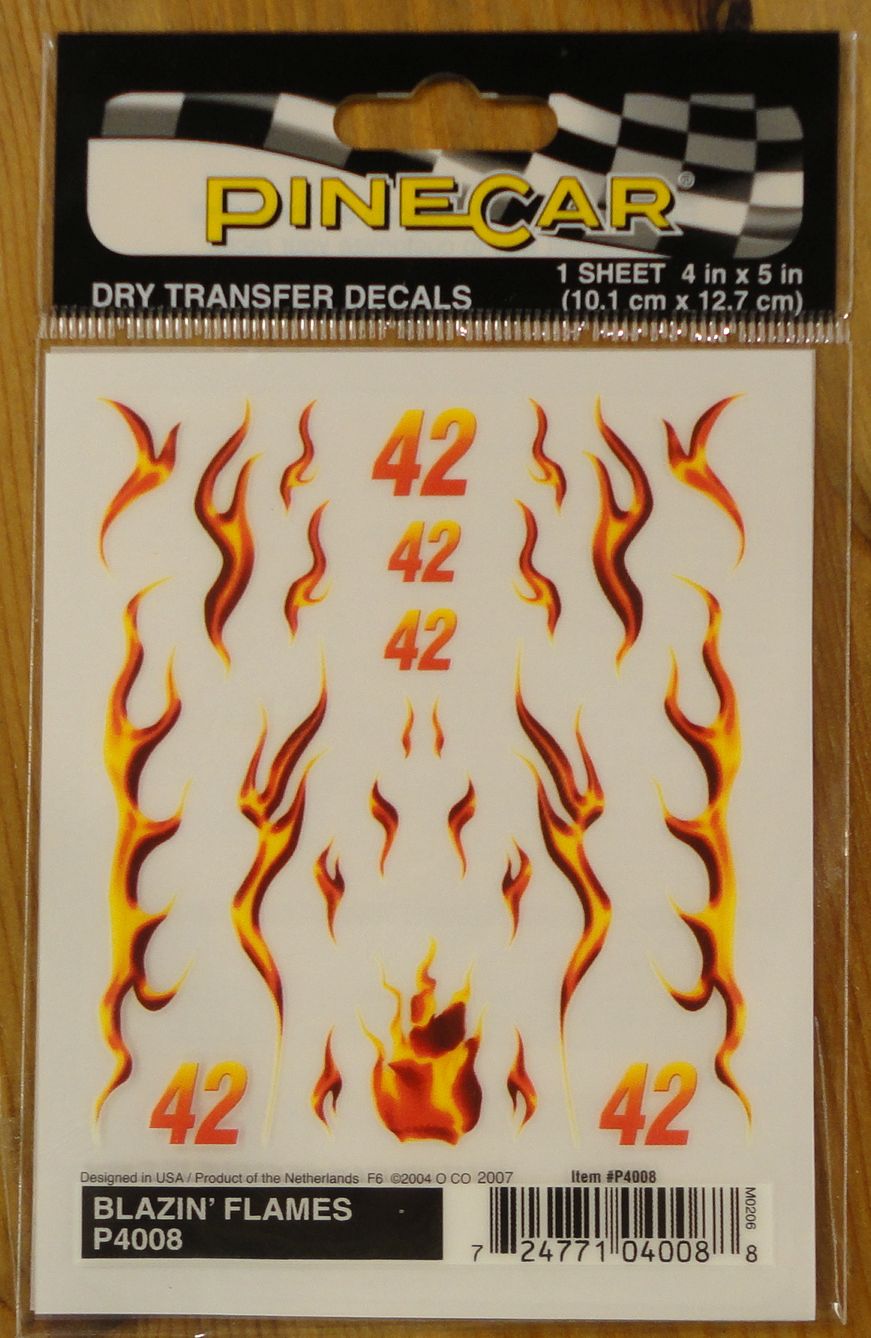 PINECAR®
DRY TRANSFER DECALS
1 SHEET 4 in x 5 in
(10.1 cm x 12.7 cm)
42
42
42
42
42
Designed in USA / Product of the Netherlands F6 ©2004 O CO 2007
Item #P4008
BLAZIN' FLAMES
P4008
M0206
7 24771 04008 8